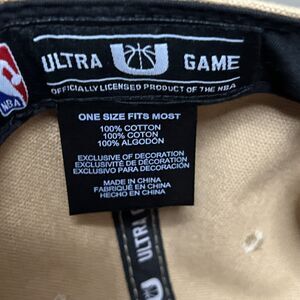 ULTRA GAME
OFFICIALLY LICENSED PRODUCT OF THE NBA
NBA
ONE SIZE FITS MOST
100% COTTON
100% COTON
100% ALGODÓN
EXCLUSIVE OF DECORATION
EXCLUSIVITÉ DE DÉCORATION
EXCLUSIVO PARA DECORACIÓN
MADE IN CHINA
FABRIQUÉ EN CHINA
HECHO EN CHINA
ULTRA